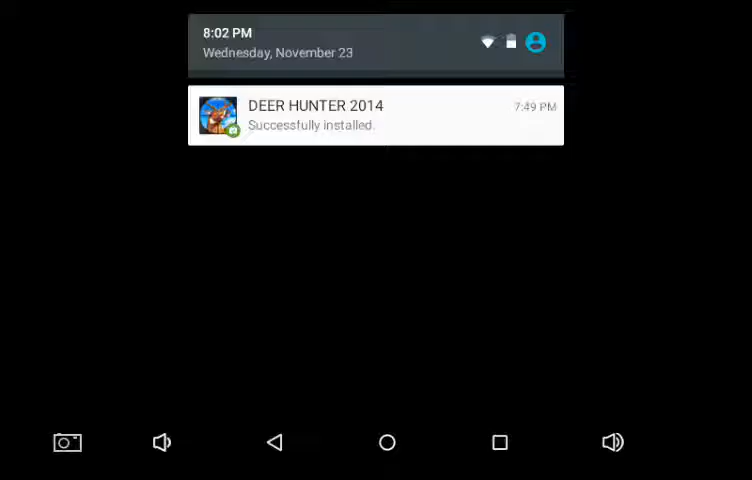 8:02 PM
Wednesday, November 23
DEER HUNTER 2014
7:49 PM
Successfully installed.